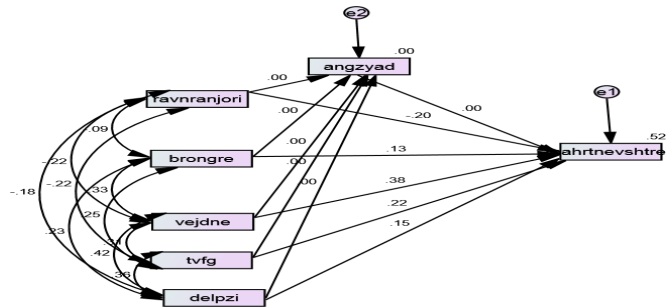 e2
.00
angzyad
.00
ravnranjori
.00
e1
-.20
.09
.00
.52
brongre
.13
ahrtnevshtre
-.22
.00
.38
-.18
-.22
.33
.00
.25
vejdne
.22
.23
.00
.15
.31
.42
tvfg
.36
delpzi